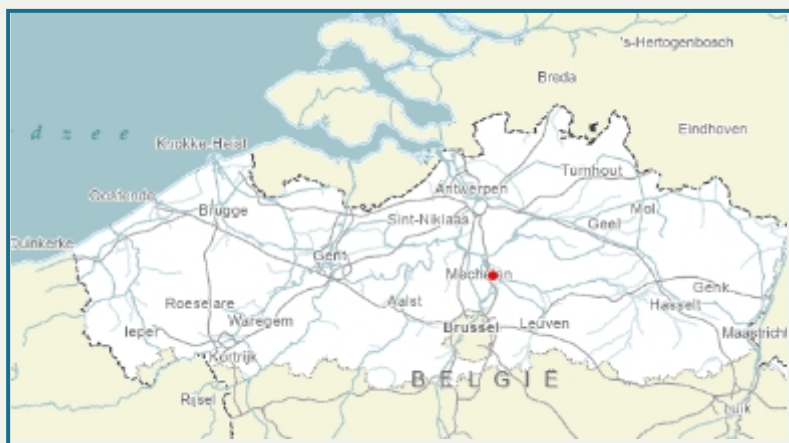 's-Hertogenbosch
Breda
Eindhoven
d z e e
Knokke-Heist
Turnhout
Antwerpen
Oostende
Brugge
Sint-Niklaas
Mol
Geel
Duinkerke
Gent
Mechelen
Genk
Roeselare
Aalst
Hasselt
Waregem
Ieper
Brussel
Leuven
Maastricht
Kortrijk
BELGIË
Rijsel
Luik